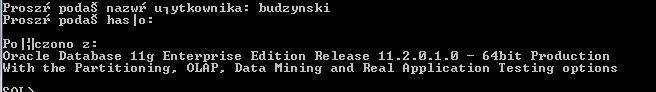 Proszŕ podaŠ nazwŕ u┐ytkownika: budzynski
Proszŕ podaŠ has│o:
Po│╣czono z:
Oracle Database 11g Enterprise Edition Release 11.2.0.1.0 - 64bit Production
With the Partitioning, OLAP, Data Mining and Real Application Testing options
SQL>